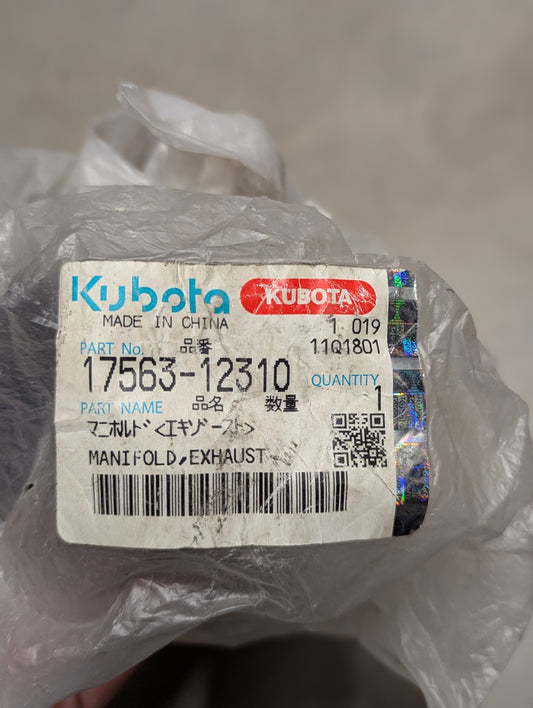 Kubota KUBOTA
MADE IN CHINA 1 019
PART No. 品番 11Q1801
17563-12310 QUANTITY
PART NAME 品名 数量 1
マニホルド<エキゾースト>
MANIFOLD,EXHAUST